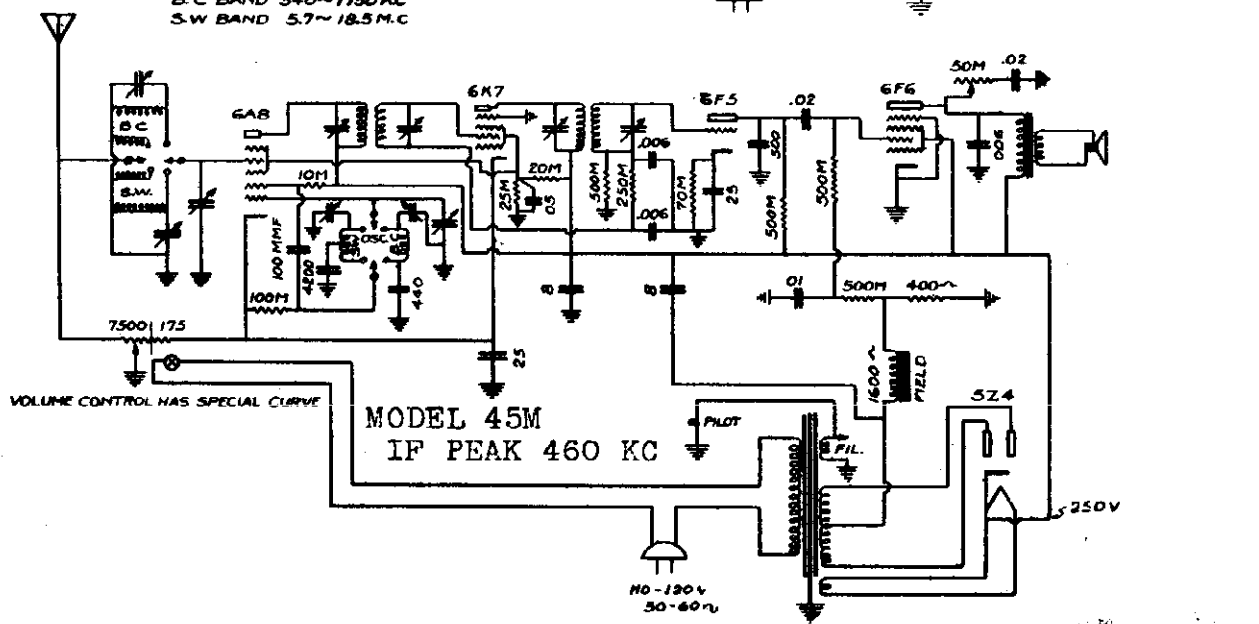 S.W BAND 5.7~18.5 M.C
50M
.02
6K7
6F5
.02
6F6
6A8
B C
.006
500
.006
S.W.
10M
20M
25M
.05
500M
250M
70M
25
500M
500M
OSC.
SW
.006
100 MMF
4200
440
8
8
.01
500M
400~
100M
7500
175
25
1600~
FIELD
5Z4
VOLUME CONTROL HAS SPECIAL CURVE
MODEL 45M
IF PEAK 460 KC
PILOT
FIL.
250V
110-120V
50-60~